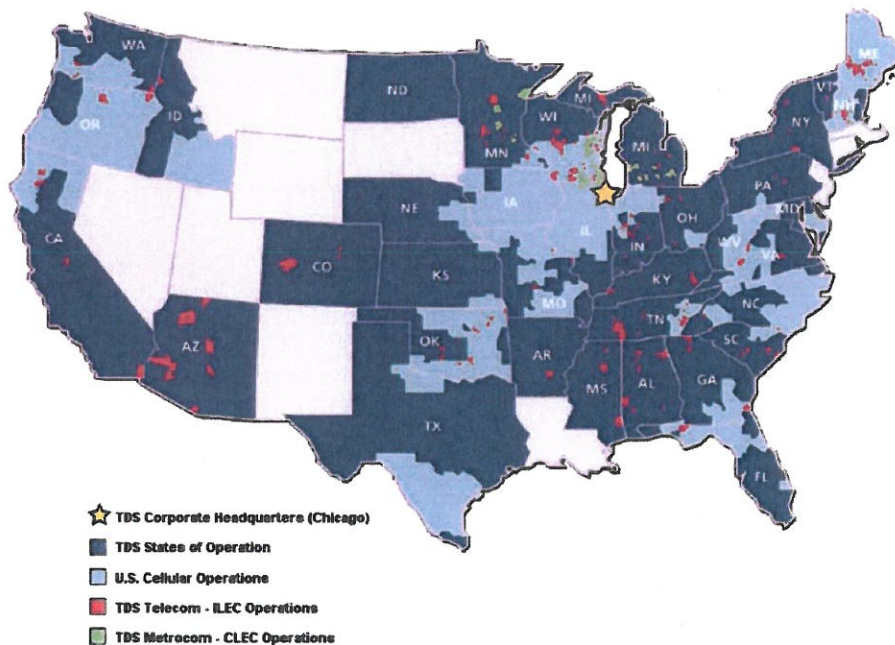 WA
ME
ND
VT
MI
NH
OR
ID
WI
NY
MN
MI
PA
IA
NE
OH
MD
IL
IN
WV
CA
VA
CO
KS
KY
MO
NC
TN
OK
SC
AZ
AR
MS
AL
GA
TX
FL
TDS Corporate Headquarters (Chicago)
TDS States of Operation
U.S. Cellular Operations
TDS Telecom - ILEC Operations
TDS Metrocom - CLEC Operations